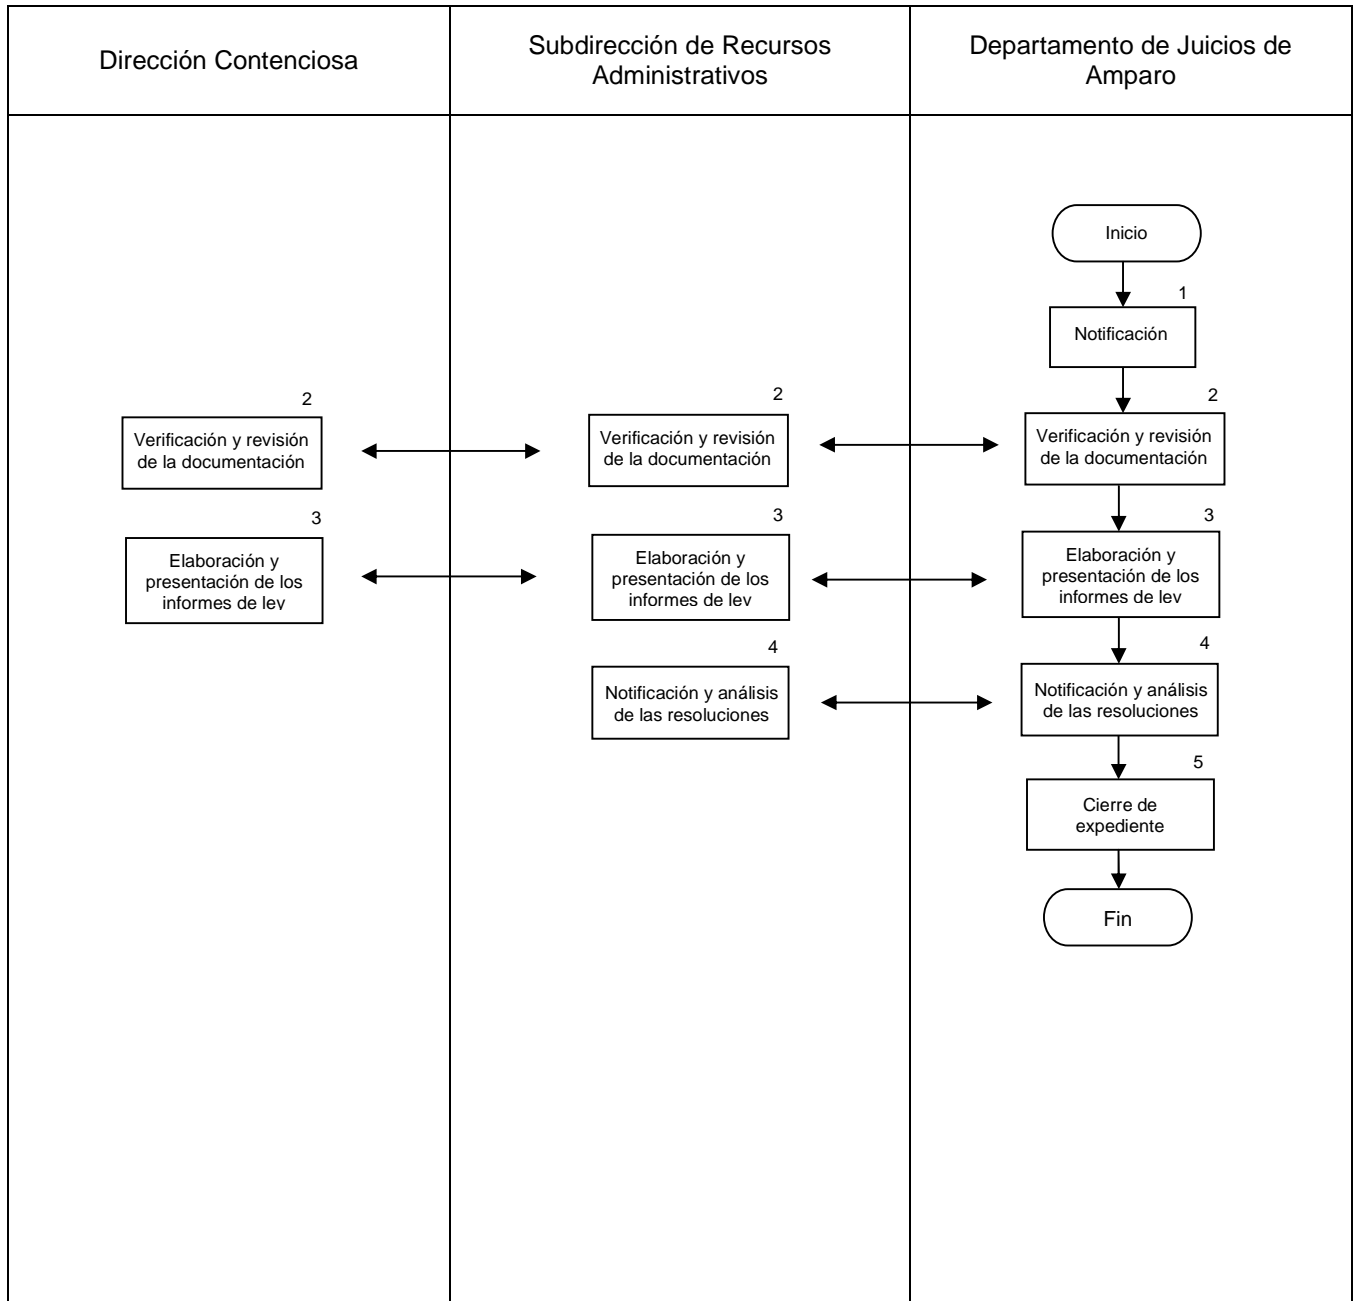 Dirección Contenciosa
Subdirección de Recursos
Administrativos
Departamento de Juicios de
Amparo
Inicio
1
Notificación
2
Verificación y revisión
de la documentación
2
Verificación y revisión
de la documentación
2
Verificación y revisión
de la documentación
3
Elaboración y
presentación de los
informes de ley
3
Elaboración y
presentación de los
informes de ley
3
Elaboración y
presentación de los
informes de ley
4
Notificación y análisis
de las resoluciones
4
Notificación y análisis
de las resoluciones
5
Cierre de
expediente
Fin